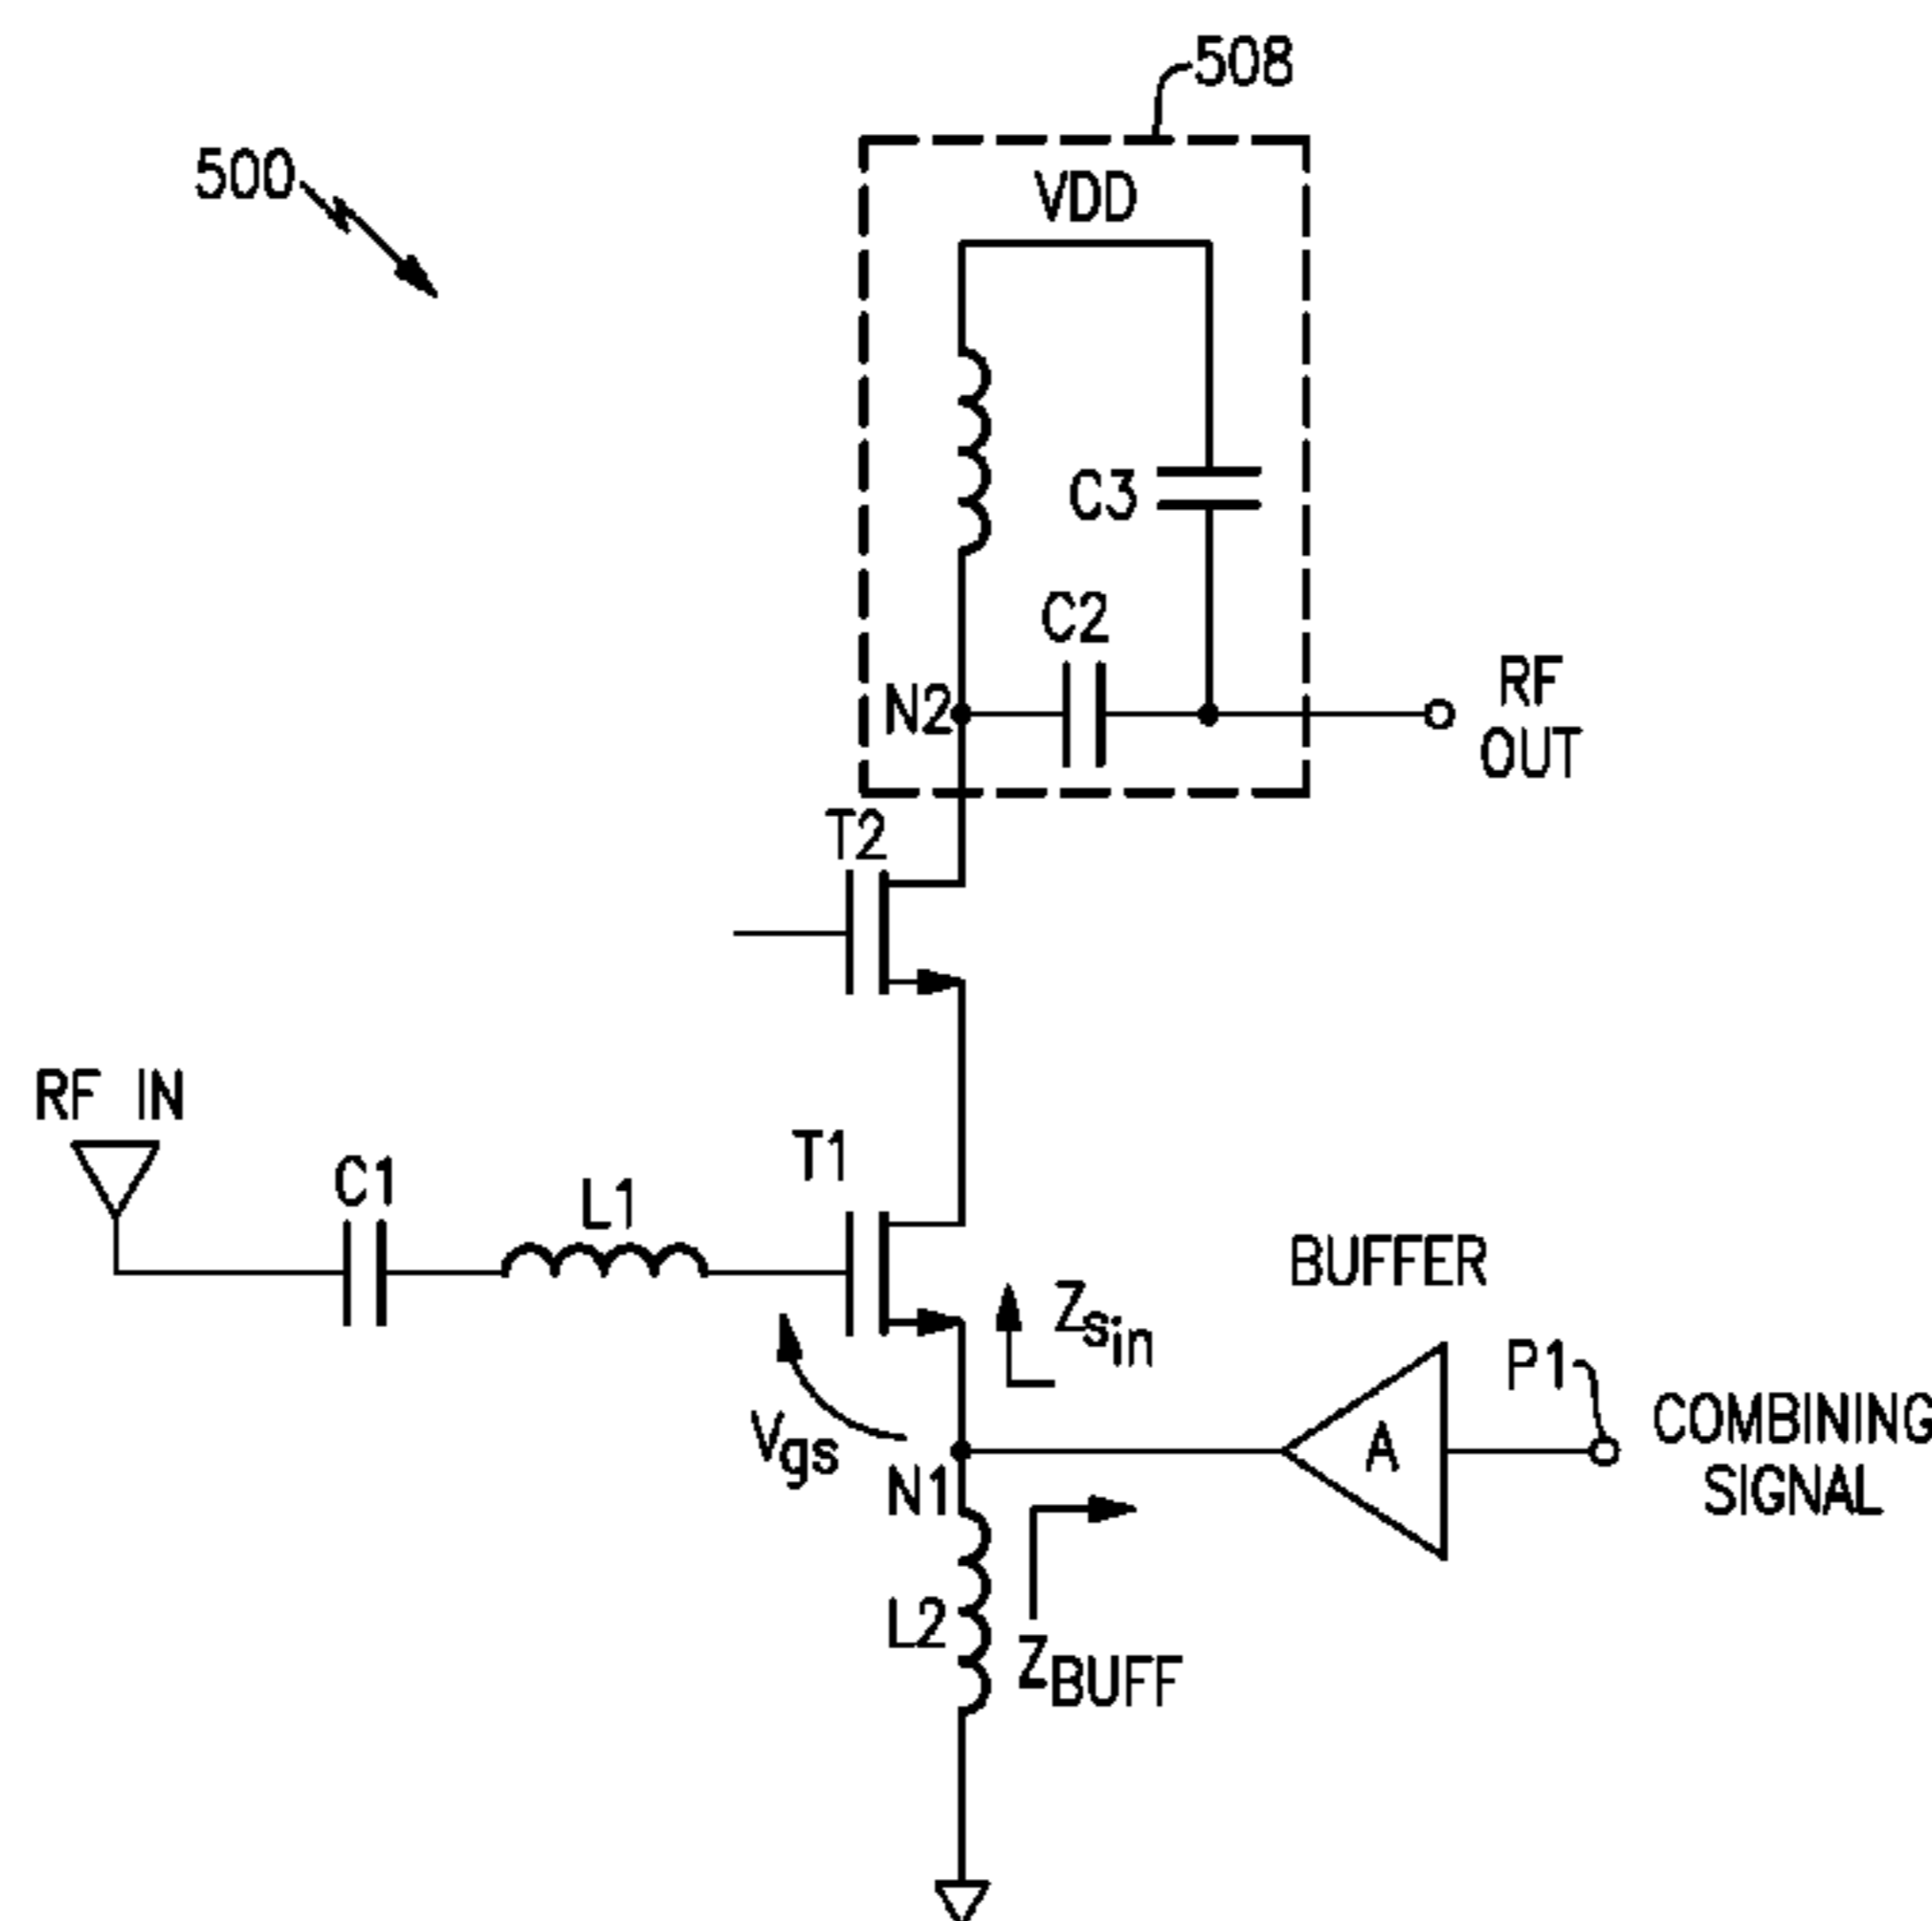 508
500
VDD
C3
C2
N2
RF
OUT
T2
RF IN
T1
C1
L1
BUFFER
Zsin
P1
COMBINING
SIGNAL
A
Vgs
N1
L2
ZBUFF